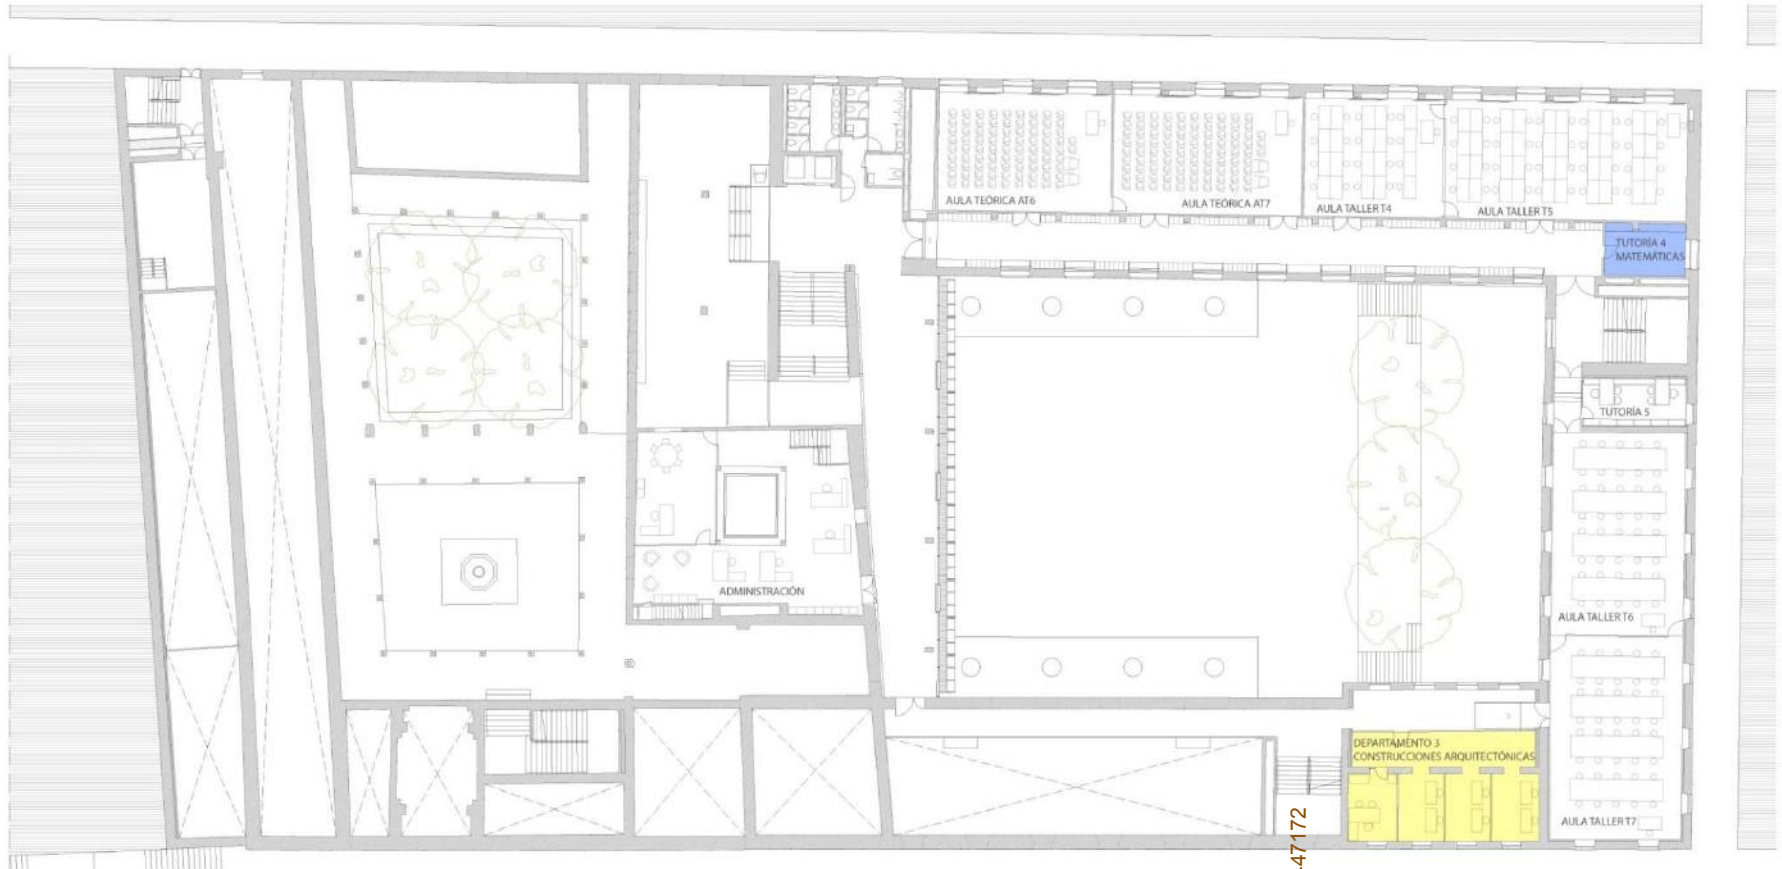 AULA TEÓRICA AT6
AULA TEÓRICA AT7
AULA TALLER T4
AULA TALLER T5
TUTORÍA 4
MATEMÁTICAS
TUTORÍA 5
ADMINISTRACIÓN
AULA TALLER T6
DEPARTAMENTO 3
CONSTRUCCIONES ARQUITECTÓNICAS
AULA TALLER T7
47172